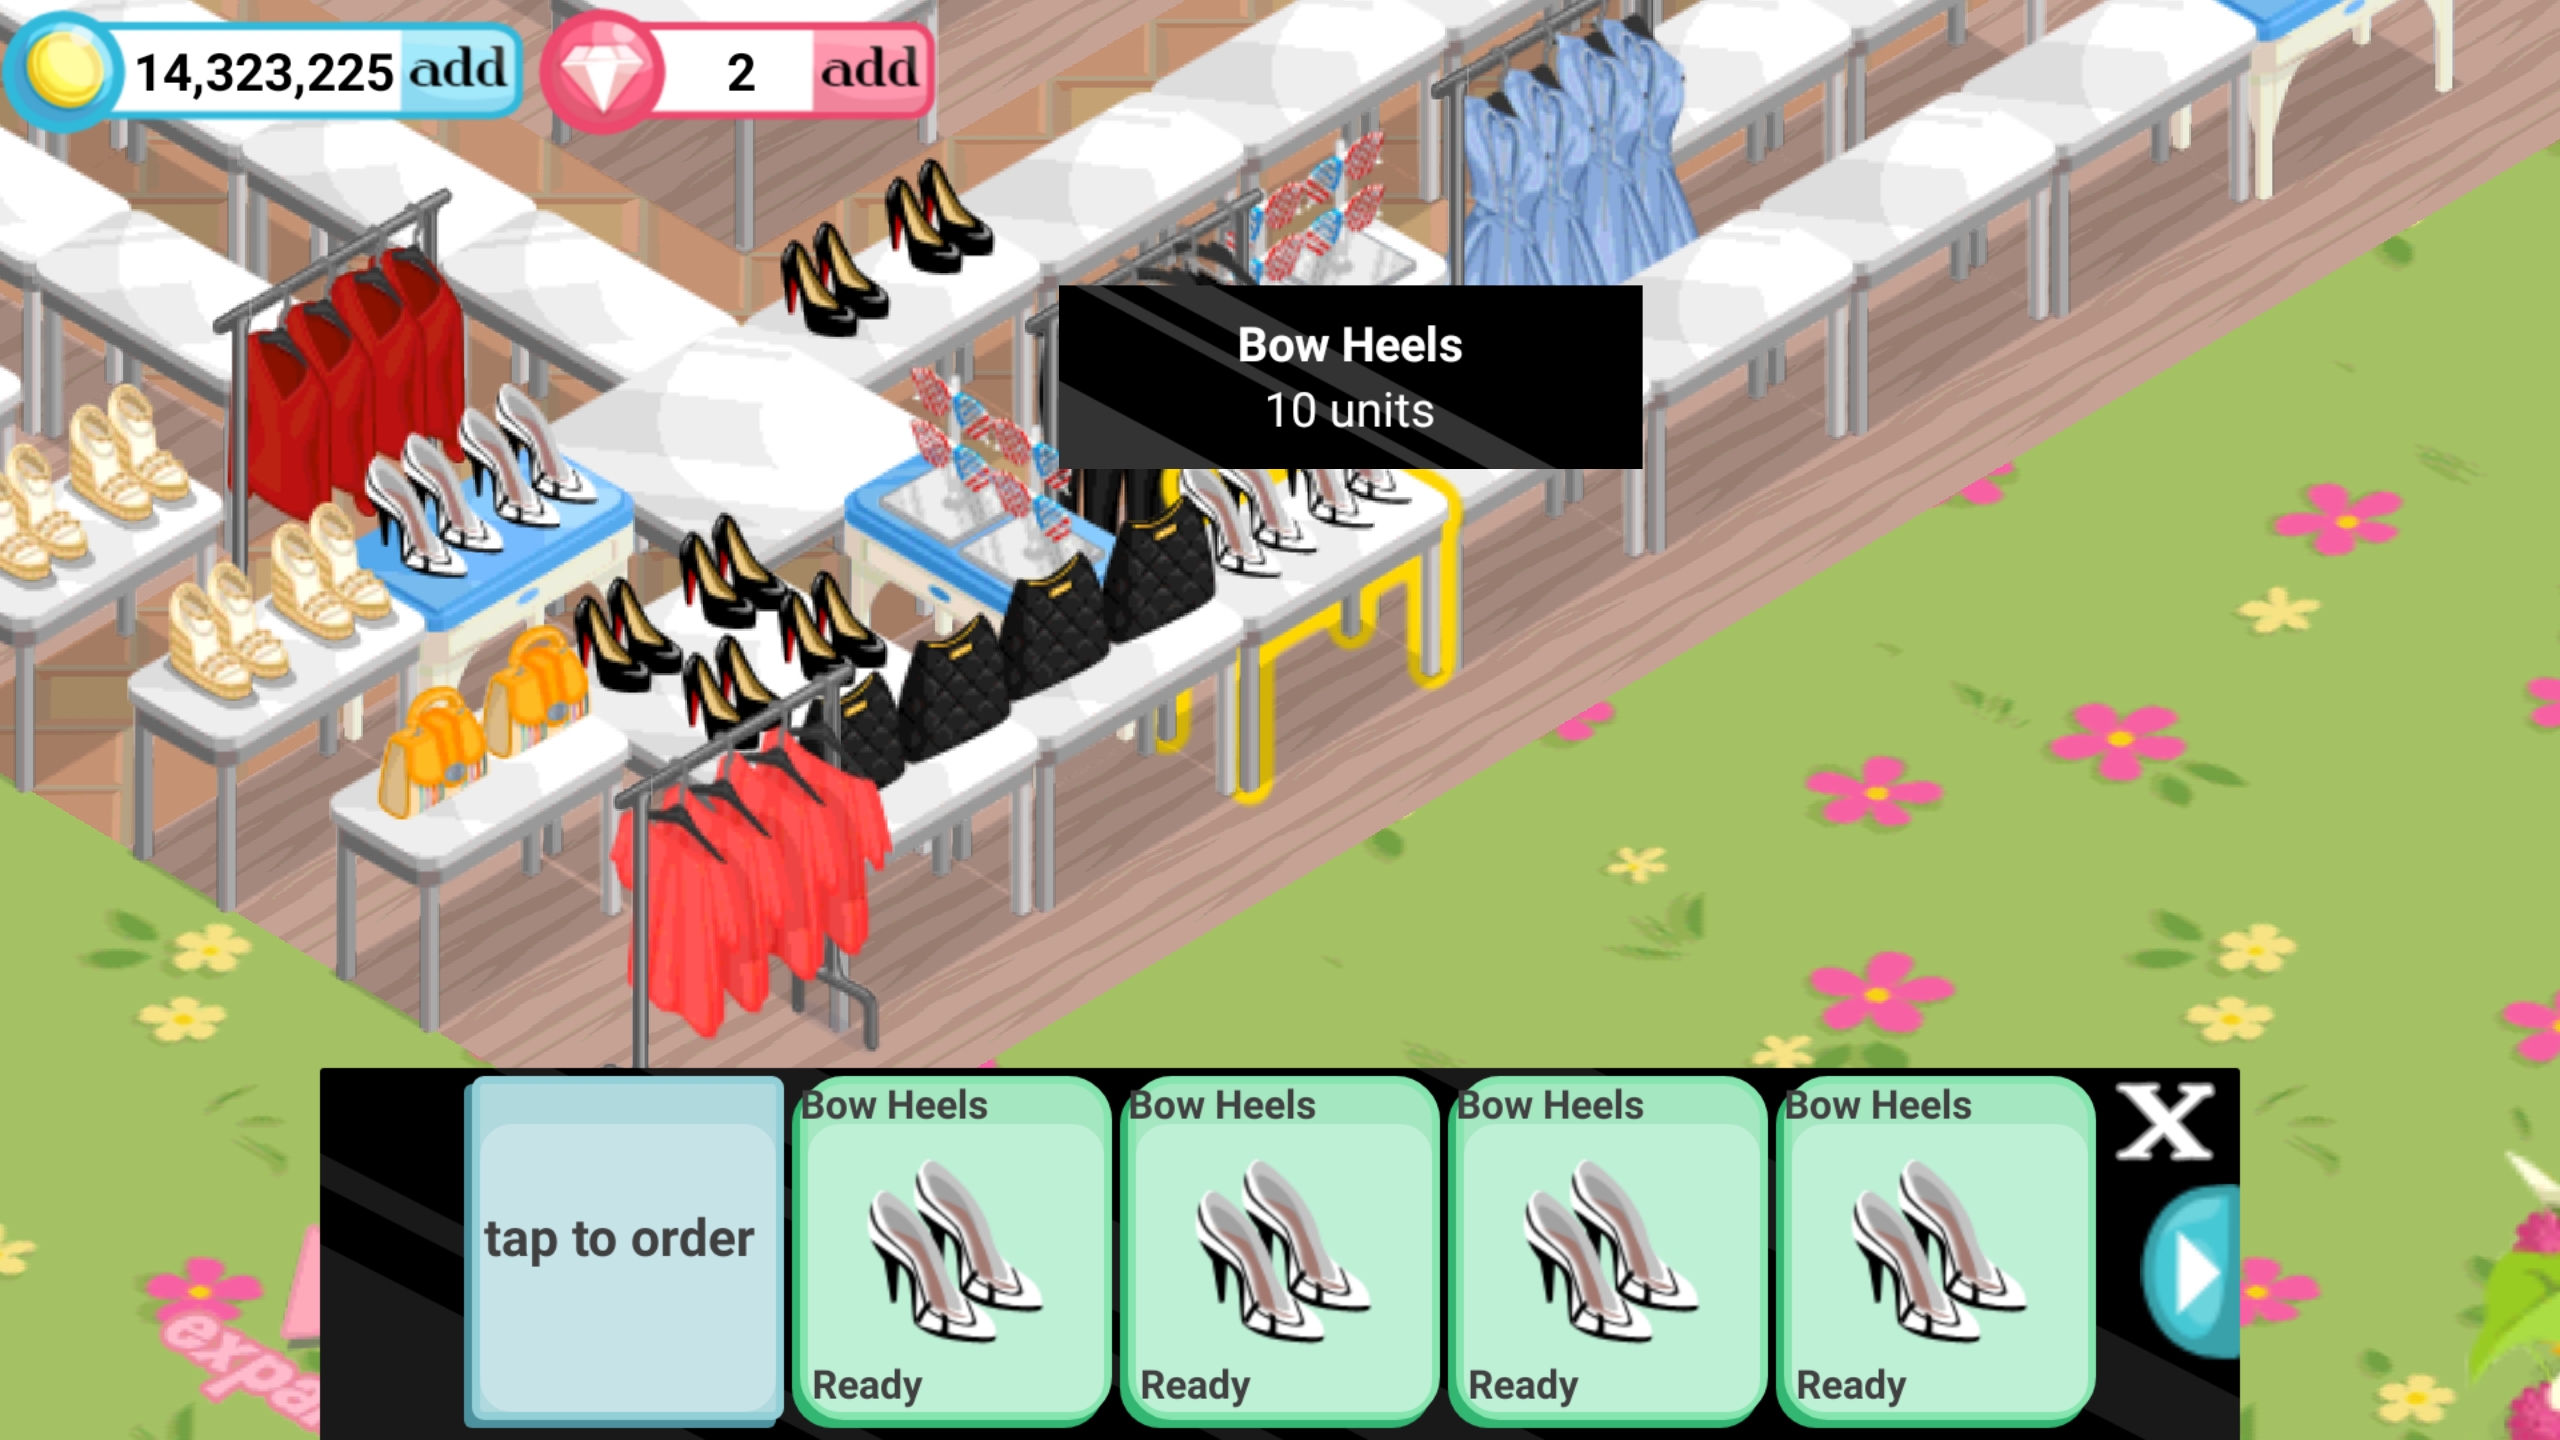 14,323,225 add
2 add
Bow Heels
10 units
tap to order
Bow Heels
Ready
Bow Heels
Ready
Bow Heels
Ready
Bow Heels
Ready
X